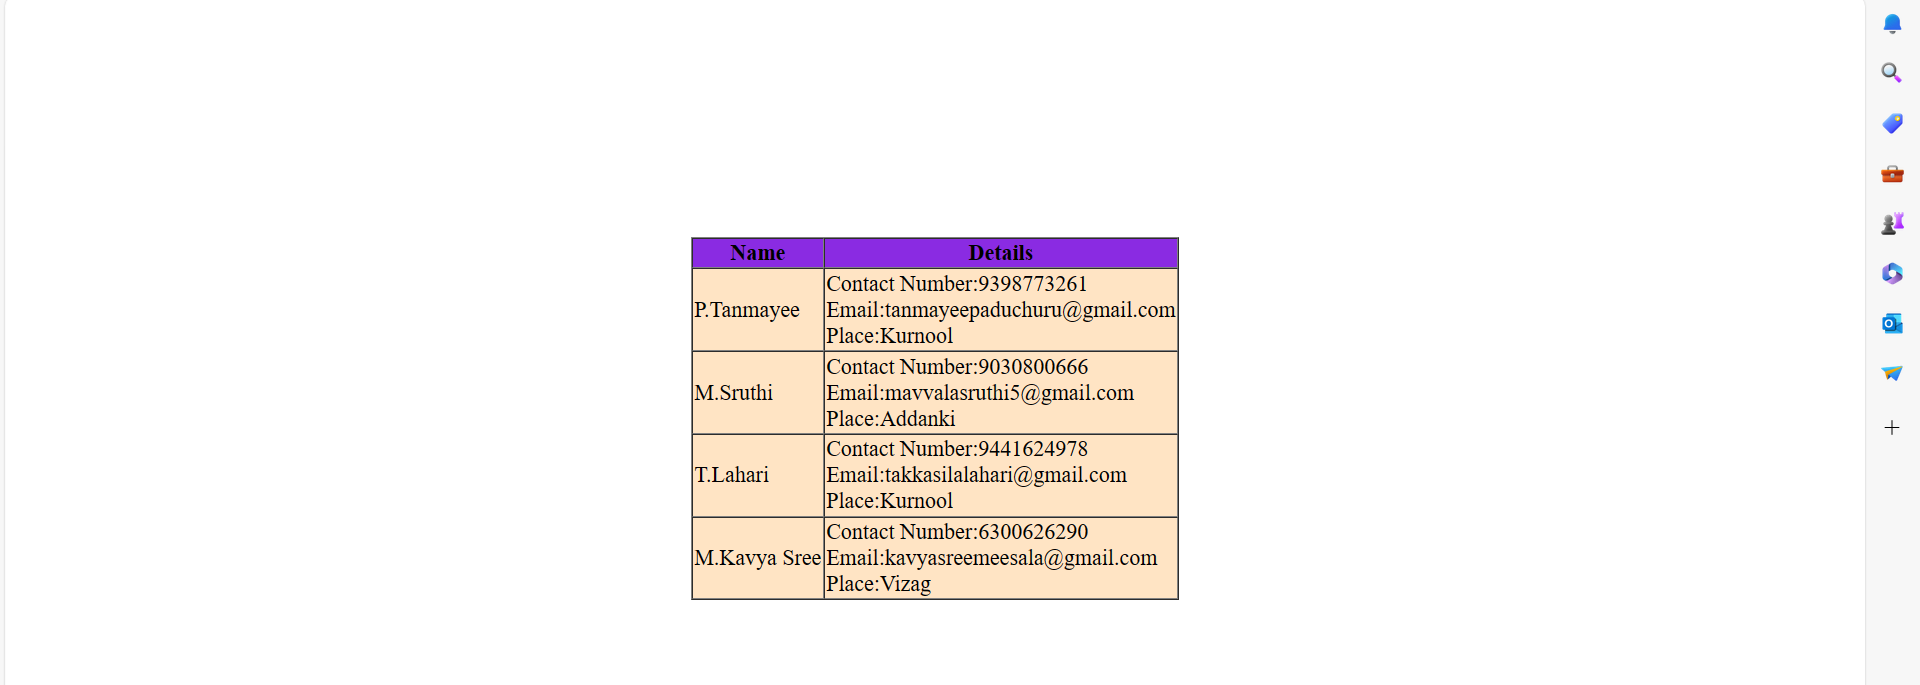 Name Details
P.Tanmayee
Contact Number:9398773261
Email:tanmayeepaduchuru@gmail.com
Place:Kurnool
M.Sruthi
Contact Number:9030800666
Email:mavvalasruthi5@gmail.com
Place:Addanki
T.Lahari
Contact Number:9441624978
Email:takkasilalahari@gmail.com
Place:Kurnool
M.Kavya Sree
Contact Number:6300626290
Email:kavyasreemeesala@gmail.com
Place:Vizag